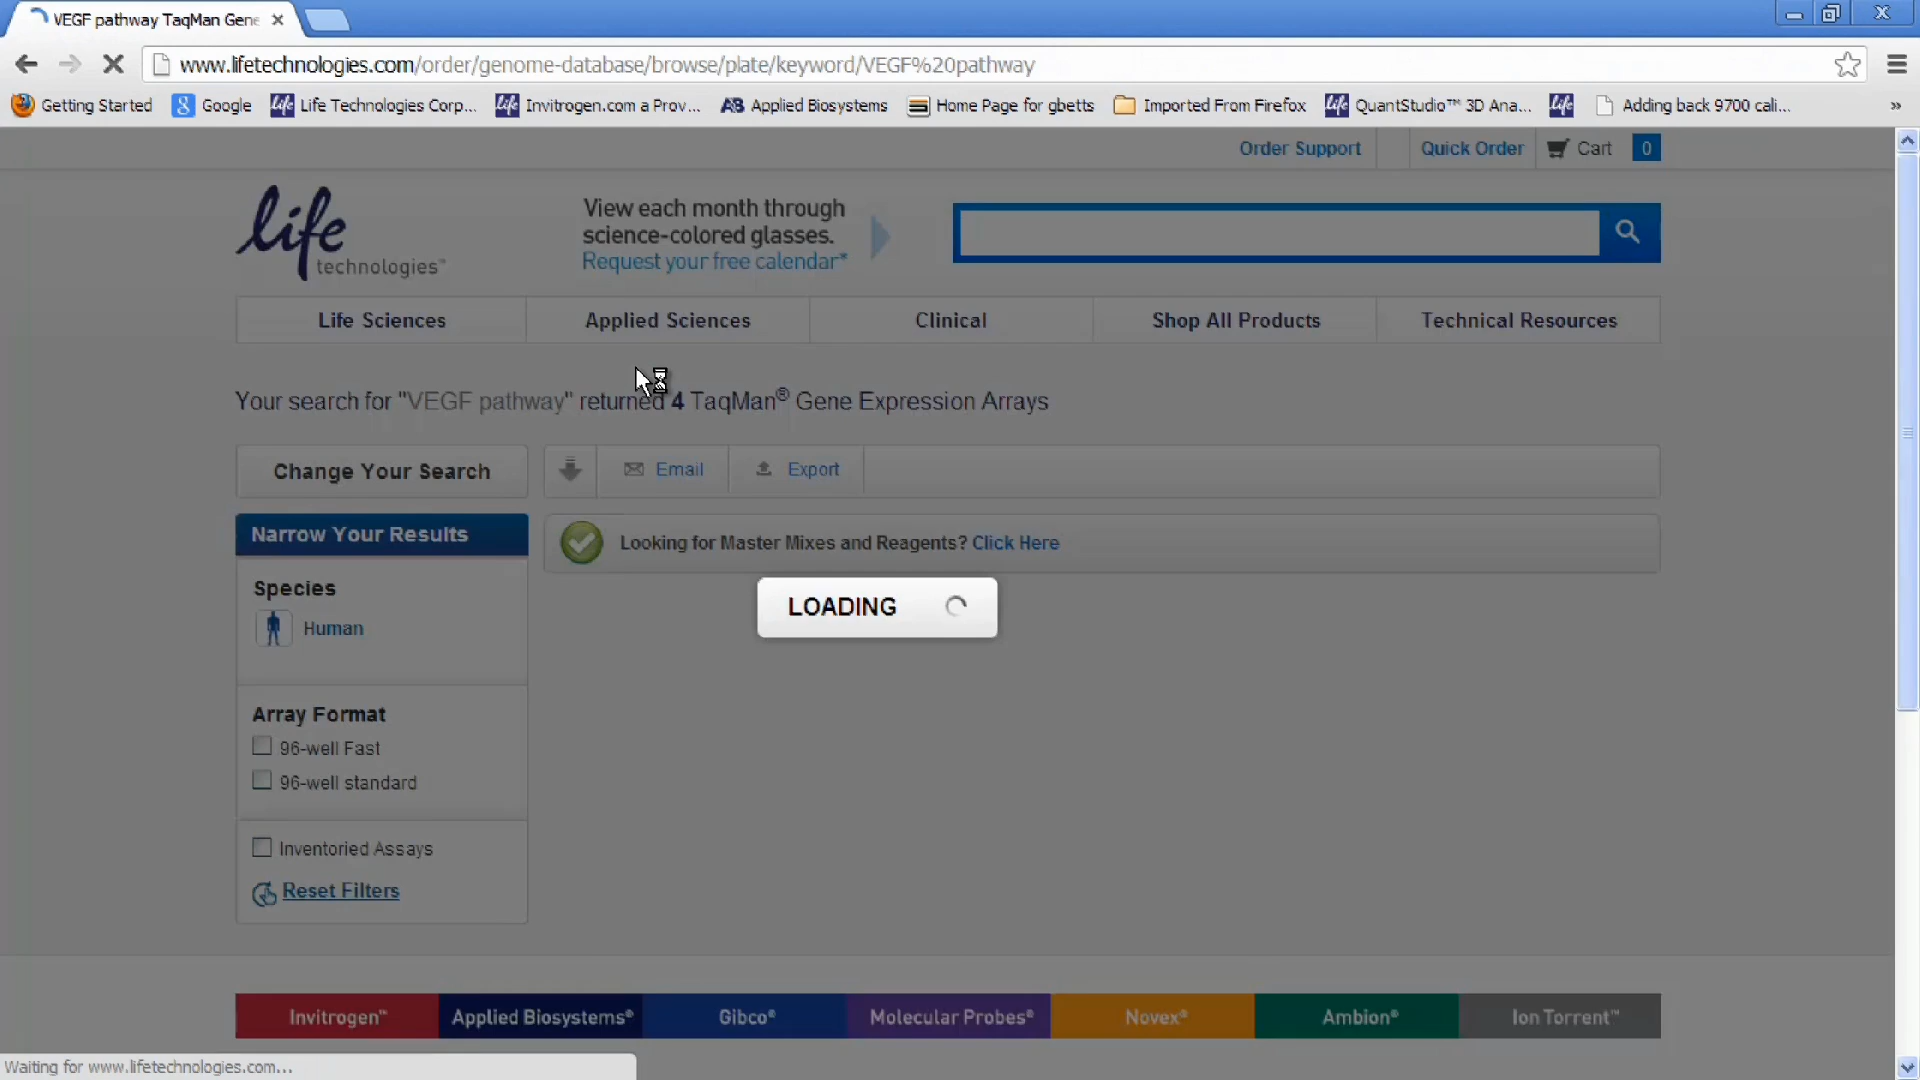 VEGF pathway TaqMan Gene
www.lifetechnologies.com/order/genome-database/browse/plate/keyword/VEGF%20pathway
Getting Started
Google
Life Technologies Corp...
Invitrogen.com a Prov...
AB Applied Biosystems
Home Page for gbetts
Imported From Firefox
QuantStudio™ 3D Ana...
life
Adding back 9700 cali...
»
Order Support
Quick Order
Cart
0
life
technologies™
View each month through
science-colored glasses.
Request your free calendar*
Life Sciences
Applied Sciences
Clinical
Shop All Products
Technical Resources
Your search for "VEGF pathway" returned 4 TaqMan® Gene Expression Arrays
Change Your Search
Email
Export
Narrow Your Results
Looking for Master Mixes and Reagents? Click Here
Species
Human
LOADING
Array Format
96-well Fast
96-well standard
Inventoried Assays
Reset Filters
Invitrogen™
Applied Biosystems®
Gibco®
Molecular Probes®
Novex®
Ambion®
Ion Torrent™
Waiting for www.lifetechnologies.com...